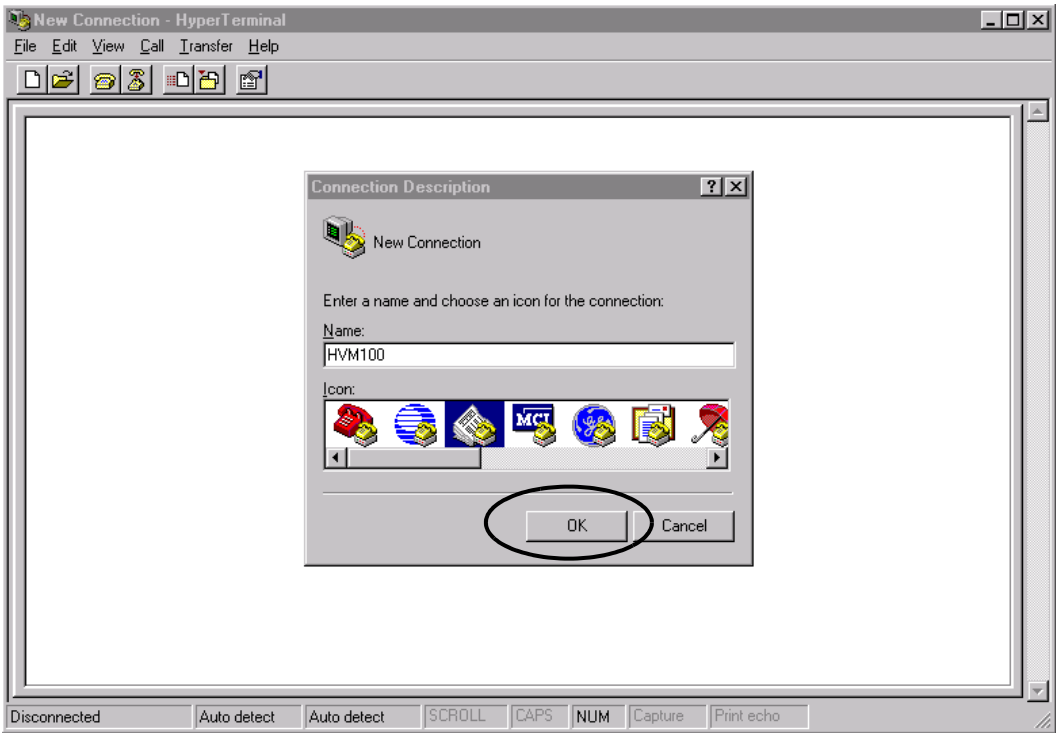 New Connection - HyperTerminal
File Edit View Call Transfer Help
Connection Description
New Connection
Enter a name and choose an icon for the connection:
Name:
HVM100
Icon:
MCI
OK Cancel
Disconnected Auto detect Auto detect SCROLL CAPS NUM Capture Print echo